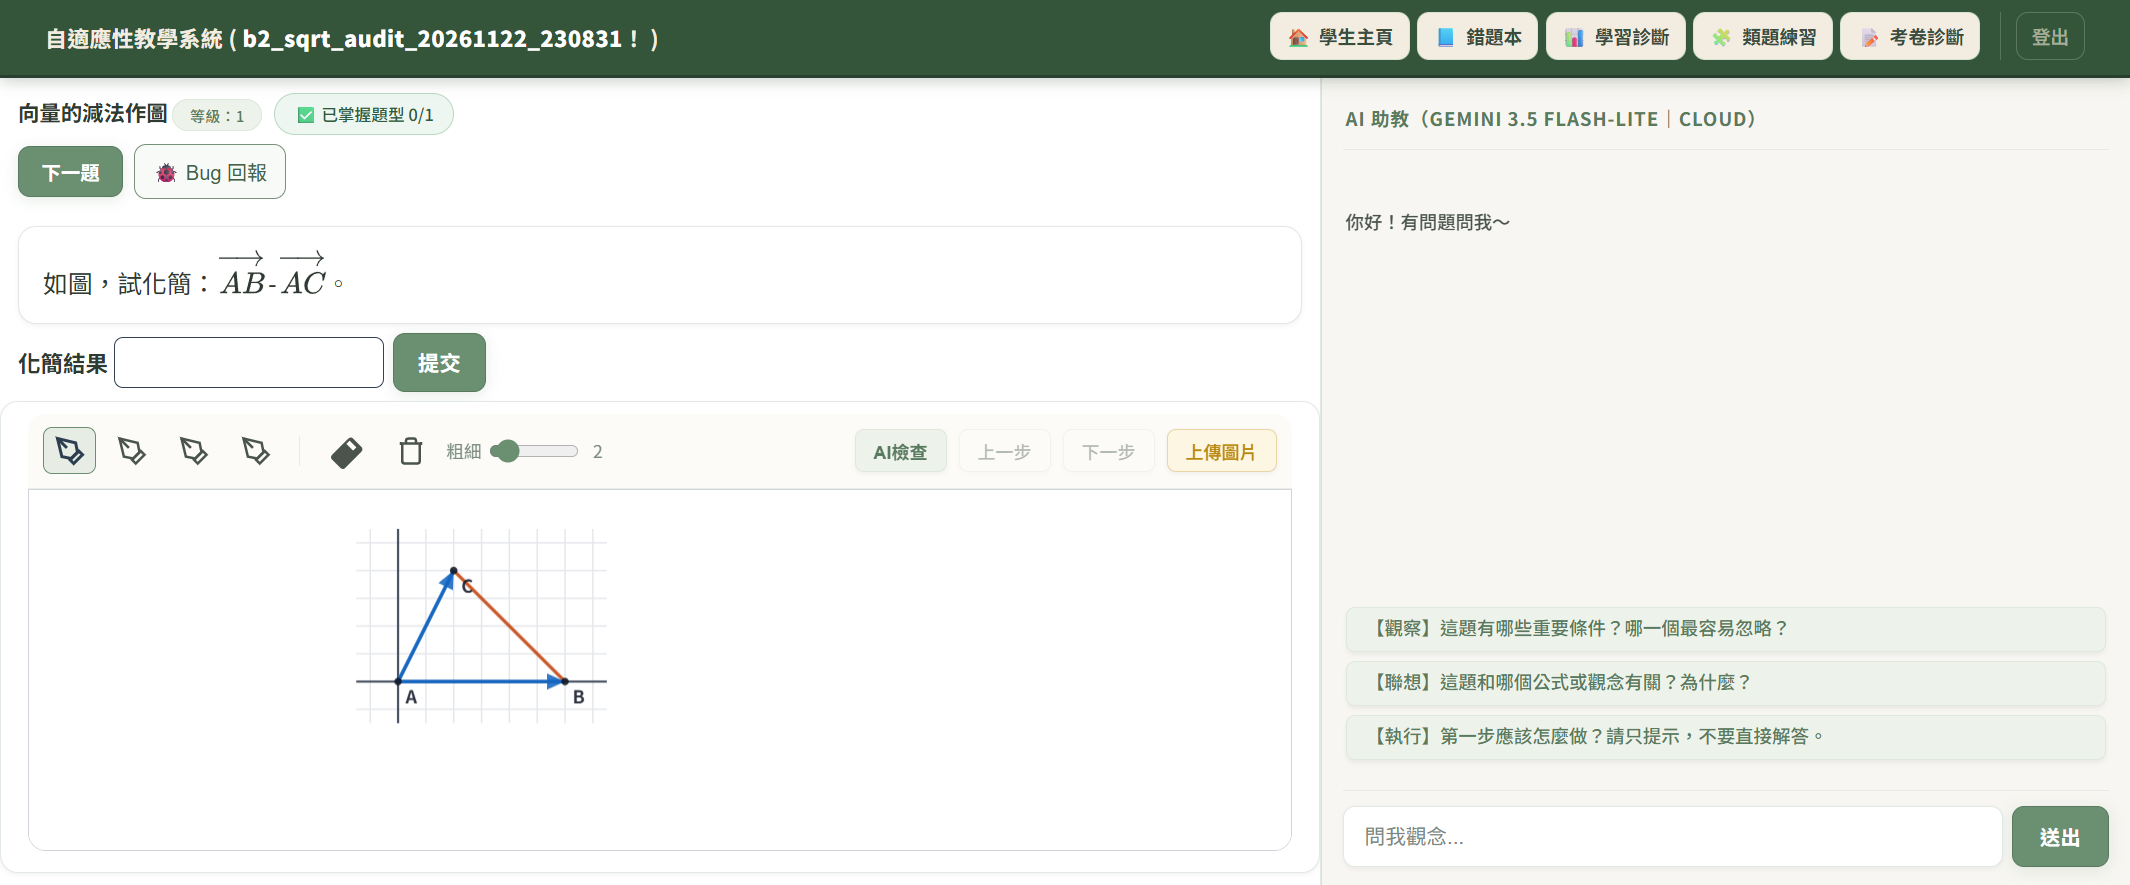 自適應性教學系統 ( b2_sqrt_audit_20261122_230831！ )
學生主頁 錯題本 學習診斷 類題練習 考卷診斷 登出
向量的減法作圖 等級：1 已掌握題型 0/1
下一題 Bug 回報
如圖，試化簡：AB-AC。
化簡結果 提交
粗細 2 AI檢查 上一步 下一步 上傳圖片
C
A
B
AI 助教（GEMINI 3.5 FLASH-LITE｜CLOUD）
你好！有問題問我～
【觀察】這題有哪些重要條件？哪一個最容易忽略？
【聯想】這題和哪個公式或觀念有關？為什麼？
【執行】第一步應該怎麼做？請只提示，不要直接解答。
問我觀念... 送出